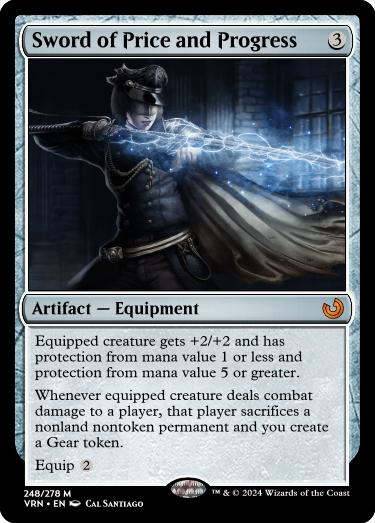 Sword of Price and Progress 3
Artifact — Equipment
Equipped creature gets +2/+2 and has
protection from mana value 1 or less and
protection from mana value 5 or greater.
Whenever equipped creature deals combat
damage to a player, that player sacrifices a
nonland nontoken permanent and you create
a Gear token.
Equip 2
248/278 M
VRN • EN CAL SANTIAGO
™ & © 2024 Wizards of the Coast